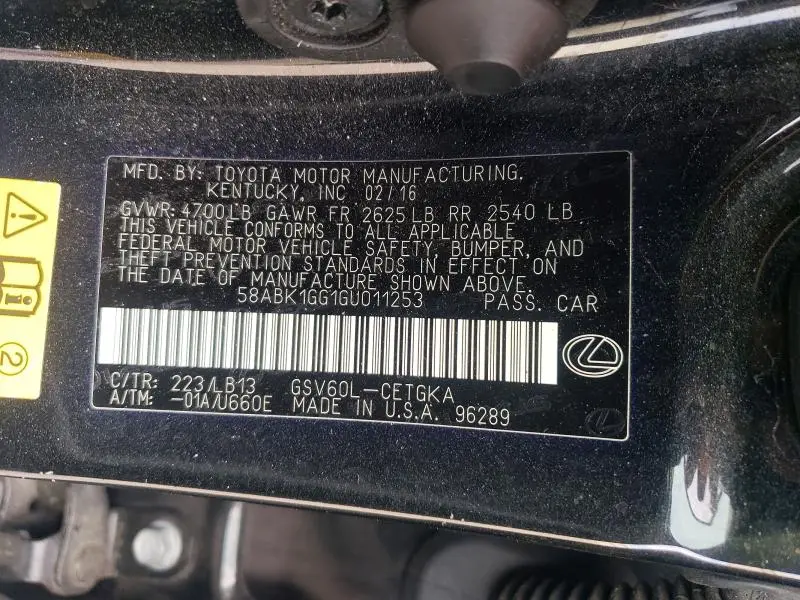 MFD. BY: TOYOTA MOTOR MANUFACTURING,
KENTUCKY, INC 02/16
GVWR: 4700LB GAWR FR 2625LB RR 2540 LB
THIS VEHICLE CONFORMS TO ALL APPLICABLE
FEDERAL MOTOR VEHICLE SAFETY, BUMPER, AND
THEFT PREVENTION STANDARDS IN EFFECT ON
THE DATE OF MANUFACTURE SHOWN ABOVE.
58ABK1GG1GU011253 PASS. CAR
C/TR: 223/LB13 GSV60L-CETGKA
A/TM: -01A/U660E MADE IN U.S.A. 96289
2